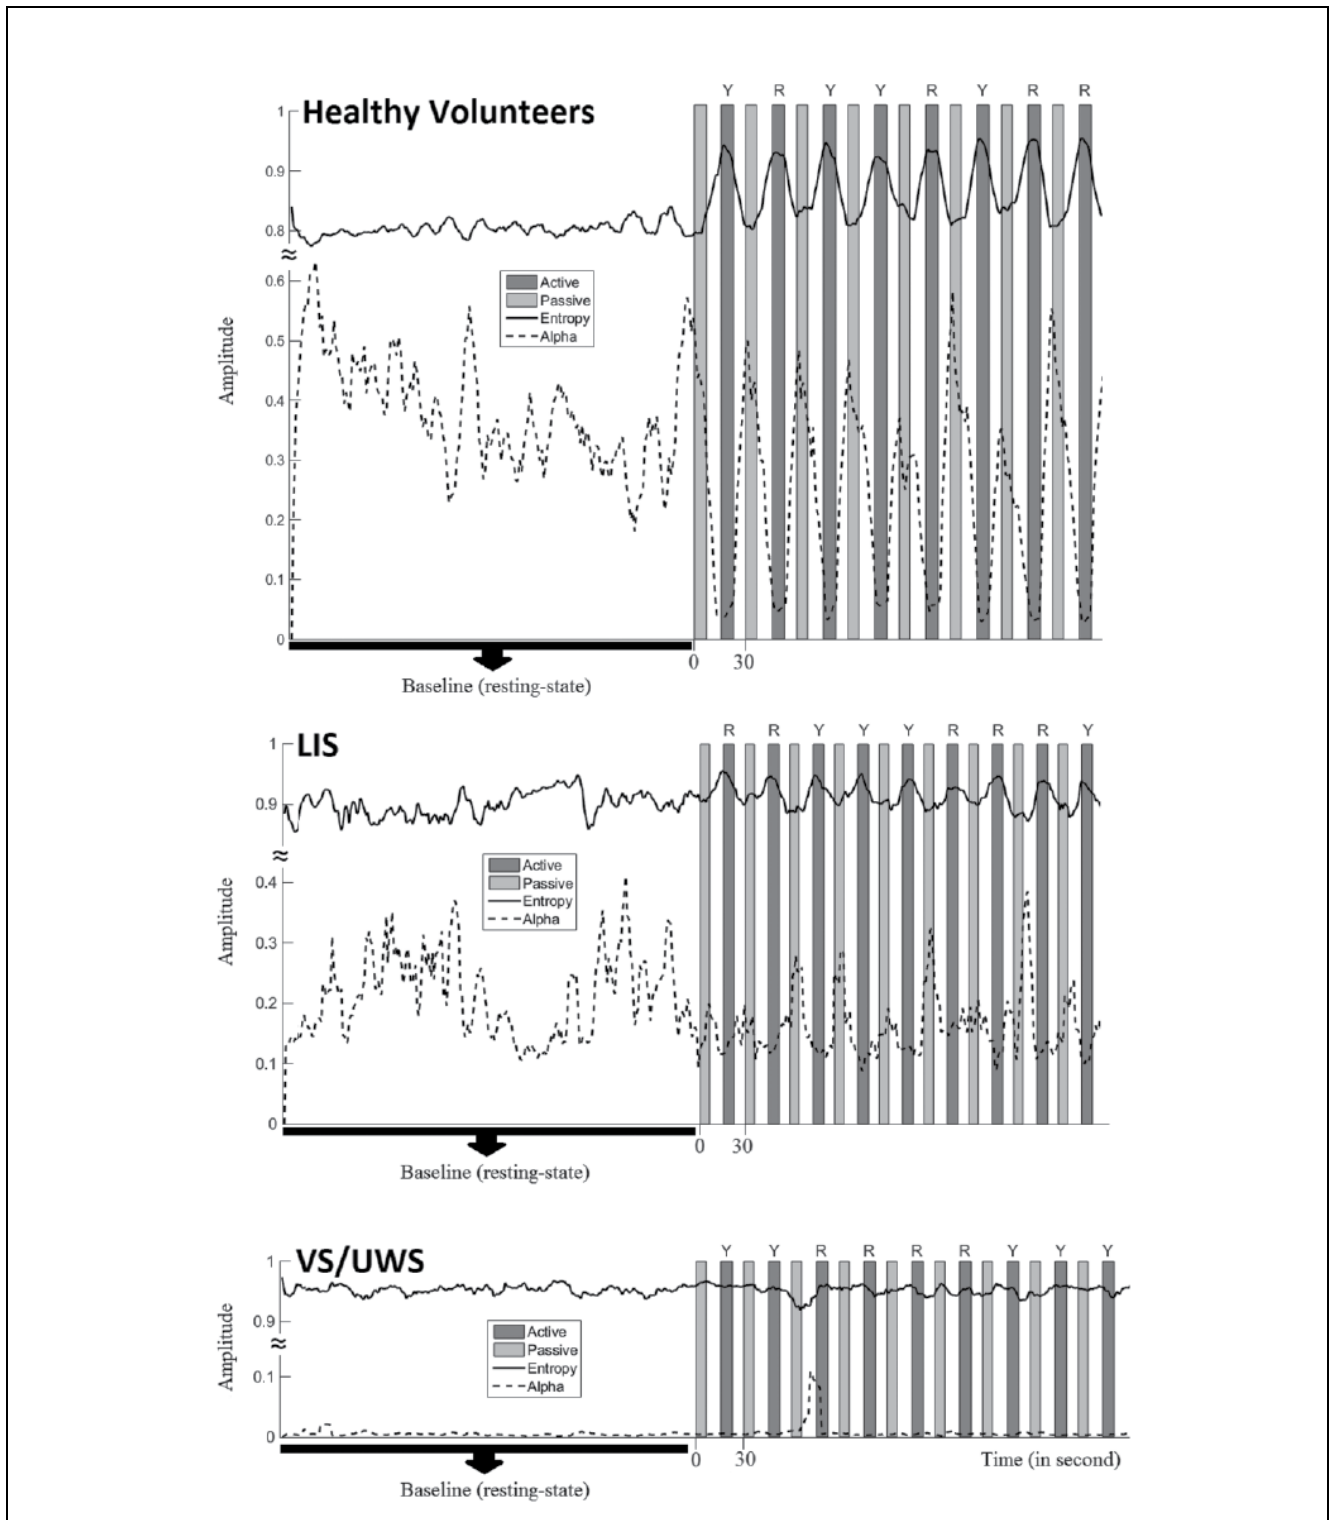 Healthy Volunteers
Y R Y Y R Y R R
1
0.9
0.8
≈
0.6
0.5
0.4
0.3
0.2
0.1
0
Amplitude
Active
Passive
Entropy
Alpha
0 30
Baseline (resting-state)
LIS
R R Y Y Y R R R Y
1
0.9
≈
0.4
0.3
0.2
0.1
0
Amplitude
Active
Passive
Entropy
Alpha
0 30
Baseline (resting-state)
VS/UWS
Y Y R R R R Y Y Y
1
0.9
≈
0.1
0
Amplitude
Active
Passive
Entropy
Alpha
0 30 Time (in second)
Baseline (resting-state)